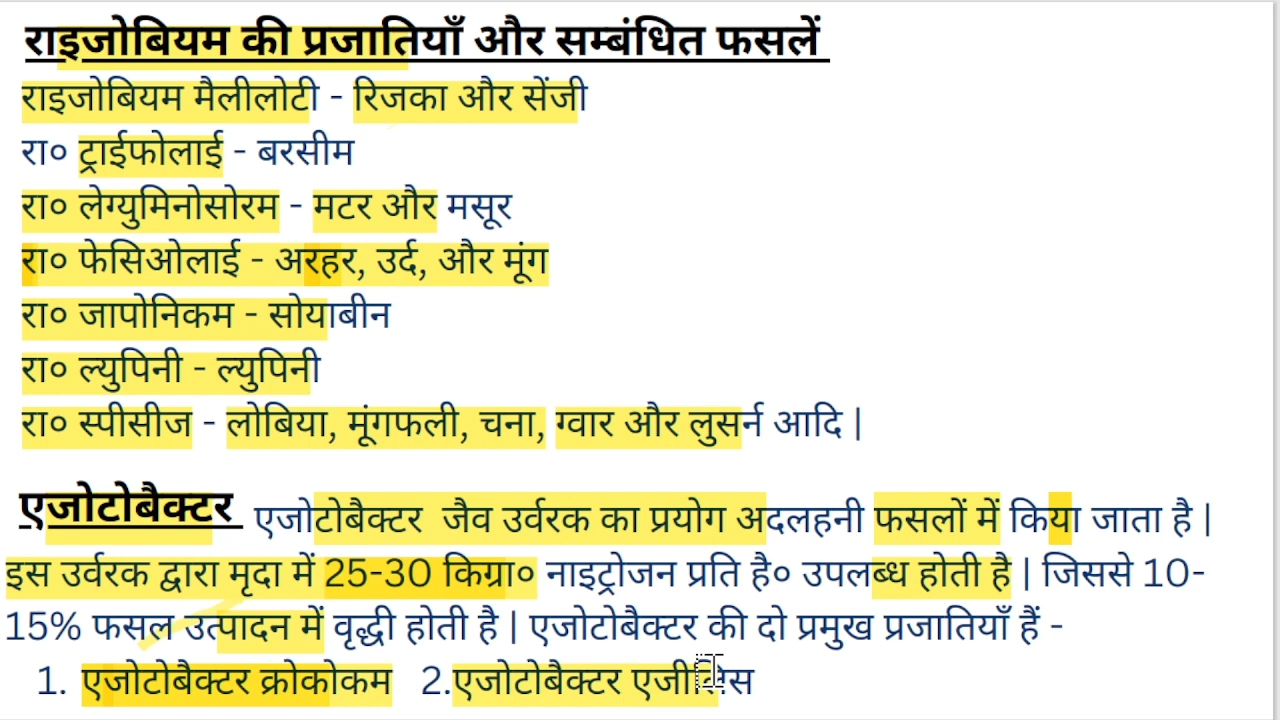 राइजोबियम की प्रजातियाँ और सम्बंधित फसलें
राइजोबियम मैलीलोटी - रिजका और सेंजी
रा० ट्राईफोलाई - बरसीम
रा० लेग्युमिनोसोरम - मटर और मसूर
रा० फेसिओलाई - अरहर, उर्द, और मूंग
रा० जापोनिकम - सोयाबीन
रा० ल्युपिनी - ल्युपिनी
रा० स्पीसीज - लोबिया, मूंगफली, चना, ग्वार और लुसर्न आदि |
एजोटोबैक्टर एजोटोबैक्टर जैव उर्वरक का प्रयोग अदलहनी फसलों में किया जाता है |
इस उर्वरक द्वारा मृदा में 25-30 किग्रा० नाइट्रोजन प्रति है० उपलब्ध होती है | जिससे 10-
15% फसल उत्पादन में वृद्धी होती है | एजोटोबैक्टर की दो प्रमुख प्रजातियाँ हैं -
1. एजोटोबैक्टर क्रोकोकम 2.एजोटोबैक्टर